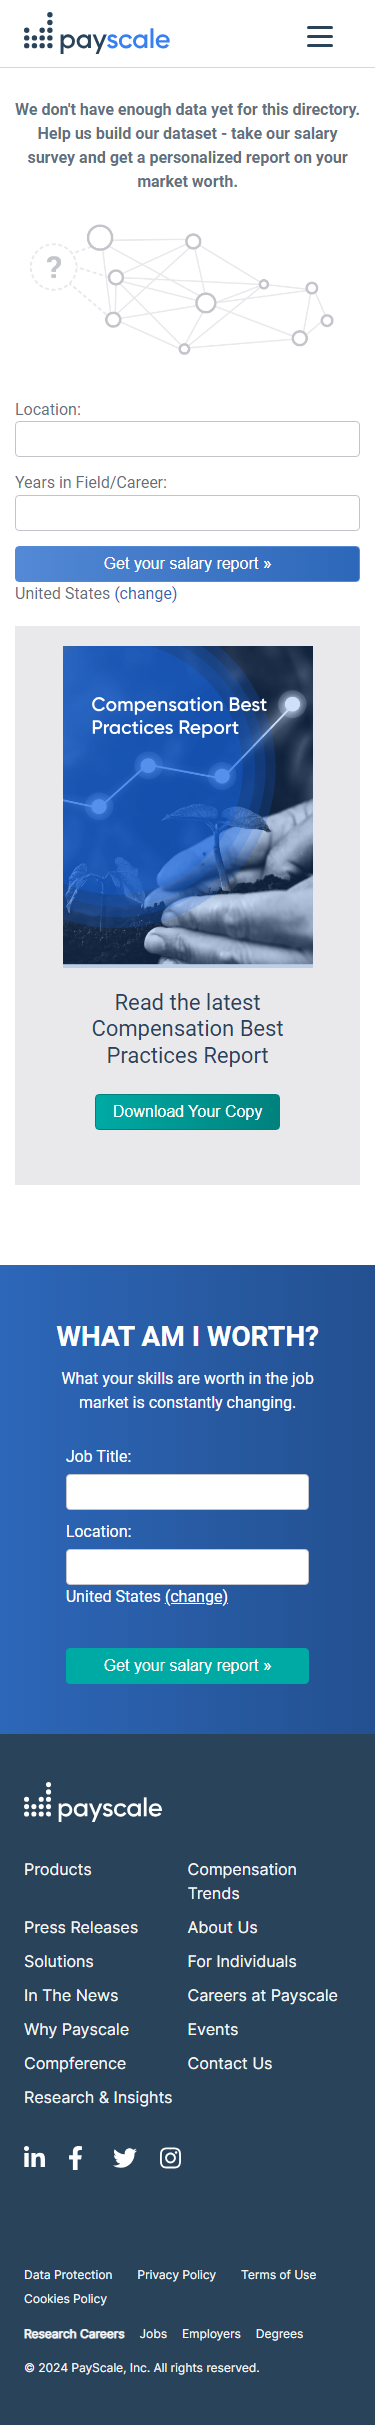 payscale
We don't have enough data yet for this directory.
Help us build our dataset - take our salary
survey and get a personalized report on your
market worth.
?
Location:
Years in Field/Career:
Get your salary report »
United States (change)
Compensation Best
Practices Report
Read the latest
Compensation Best
Practices Report
Download Your Copy
WHAT AM I WORTH?
What your skills are worth in the job
market is constantly changing.
Job Title:
Location:
United States (change)
Get your salary report »
payscale
Products
Compensation
Trends
Press Releases
About Us
Solutions
For Individuals
In The News
Careers at Payscale
Why Payscale
Events
Compference
Contact Us
Research & Insights
Data Protection Privacy Policy Terms of Use
Cookies Policy
Research Careers Jobs Employers Degrees
© 2024 PayScale, Inc. All rights reserved.